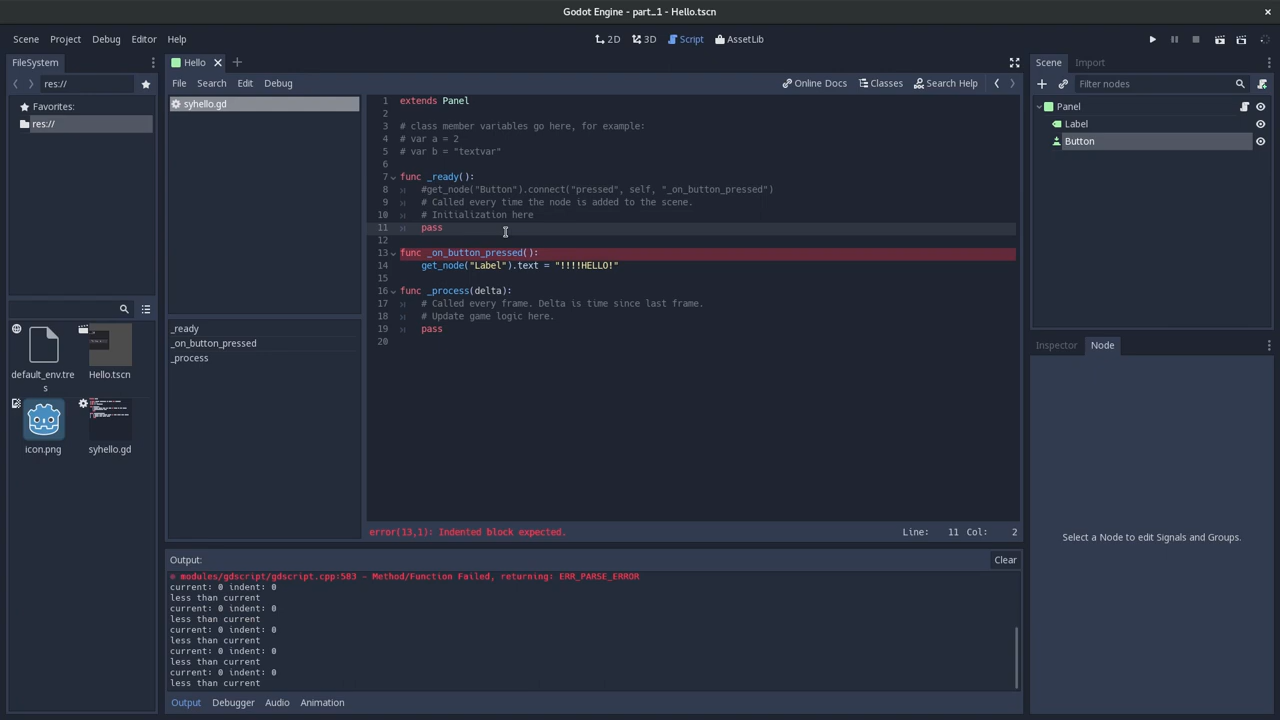 Godot Engine - part_1 - Hello.tscn
Scene Project Debug Editor Help
2D 3D Script AssetLib
FileSystem
res://
Favorites:
res://
default_env.tres
Hello.tscn
icon.png
syhello.gd
Hello
File Search Edit Debug
Online Docs Classes Search Help
syhello.gd
_ready
_on_button_pressed
_process
1 extends Panel
2
3 # class member variables go here, for example:
4 # var a = 2
5 # var b = "textvar"
6
7 func _ready():
8 #get_node("Button").connect("pressed", self, "_on_button_pressed")
9 # Called every time the node is added to the scene.
10 # Initialization here
11 pass
12
13 func _on_button_pressed():
14 get_node("Label").text = "!!!!HELLO!"
15
16 func _process(delta):
17 # Called every frame. Delta is time since last frame.
18 # Update game logic here.
19 pass
20
error(13,1): Indented block expected.
Line: 11 Col: 2
Output:
Clear
modules/gdscript/gdscript.cpp:583 - Method/Function Failed, returning: ERR_PARSE_ERROR
current: 0 indent: 0
less than current
current: 0 indent: 0
less than current
current: 0 indent: 0
less than current
current: 0 indent: 0
less than current
current: 0 indent: 0
less than current
Output Debugger Audio Animation
Scene Import
Filter nodes
Panel
Label
Button
Inspector Node
Select a Node to edit Signals and Groups.